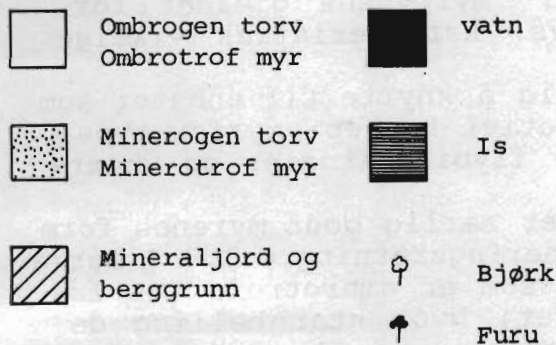 Ombrogen torv
Ombrotrof myr
vatn
Minerogen torv
Minerotrof myr
Is
Mineraljord og
berggrunn
Bjørk
Furu